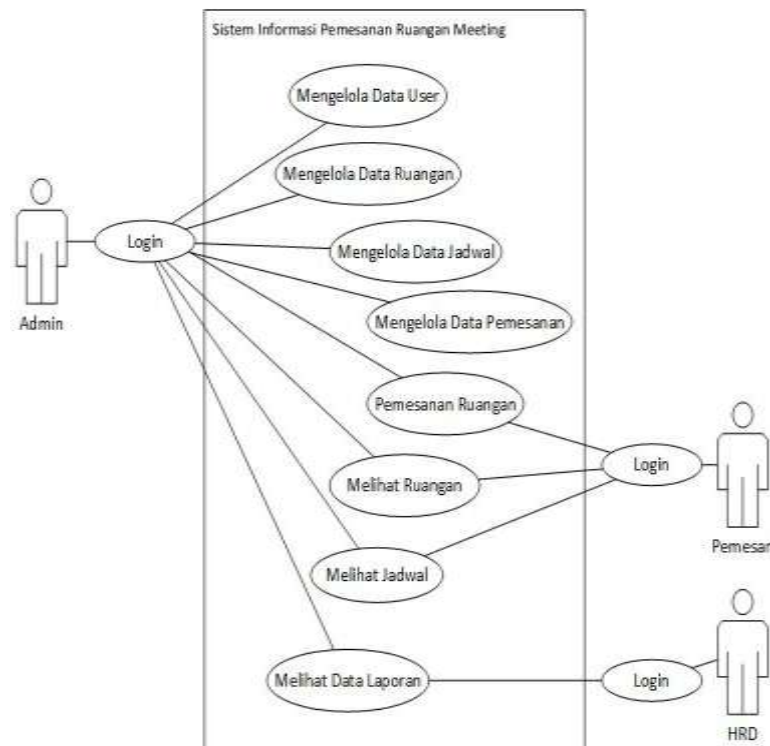 Sistem Informasi Pemesanan Ruangan Meeting
Mengelola Data User
Mengelola Data Ruangan
Login
Mengelola Data Jadwal
Admin
Mengelola Data Pemesanan
Pemesanan Ruangan
Login
Melihat Ruangan
Pemesan
Melihat Jadwal
Melihat Data Laporan
Login
HRD